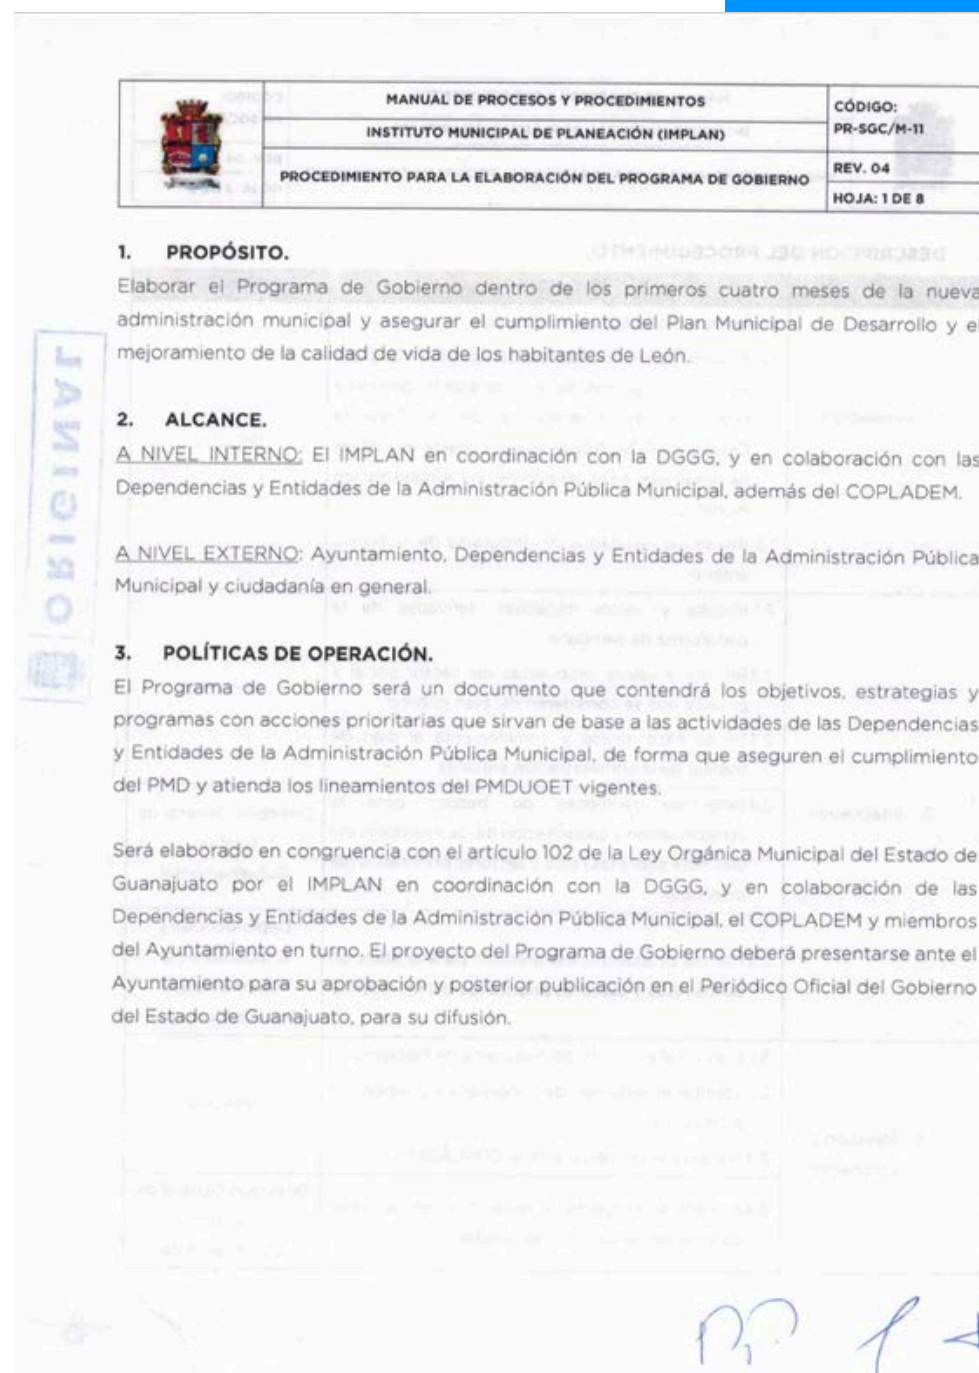 MANUAL DE PROCESOS Y PROCEDIMIENTOS
INSTITUTO MUNICIPAL DE PLANEACIÓN (IMPLAN)
PROCEDIMIENTO PARA LA ELABORACIÓN DEL PROGRAMA DE GOBIERNO
CÓDIGO:
PR-SGC/M-11
REV. 04
HOJA: 1 DE 8
1. PROPÓSITO.
Elaborar el Programa de Gobierno dentro de los primeros cuatro meses de la nueva
administración municipal y asegurar el cumplimiento del Plan Municipal de Desarrollo y el
mejoramiento de la calidad de vida de los habitantes de León.
ORIGINAL
2. ALCANCE.
A NIVEL INTERNO: El IMPLAN en coordinación con la DGGG, y en colaboración con las
Dependencias y Entidades de la Administración Pública Municipal, además del COPLADEM.
A NIVEL EXTERNO: Ayuntamiento, Dependencias y Entidades de la Administración Pública
Municipal y ciudadanía en general.
3. POLÍTICAS DE OPERACIÓN.
El Programa de Gobierno será un documento que contendrá los objetivos, estrategias y
programas con acciones prioritarias que sirvan de base a las actividades de las Dependencias
y Entidades de la Administración Pública Municipal, de forma que aseguren el cumplimiento
del PMD y atienda los lineamientos del PMDUOET vigentes.
Será elaborado en congruencia con el artículo 102 de la Ley Orgánica Municipal del Estado de
Guanajuato por el IMPLAN en coordinación con la DGGG, y en colaboración de las
Dependencias y Entidades de la Administración Pública Municipal, el COPLADEM y miembros
del Ayuntamiento en turno. El proyecto del Programa de Gobierno deberá presentarse ante el
Ayuntamiento para su aprobación y posterior publicación en el Periódico Oficial del Gobierno
del Estado de Guanajuato, para su difusión.